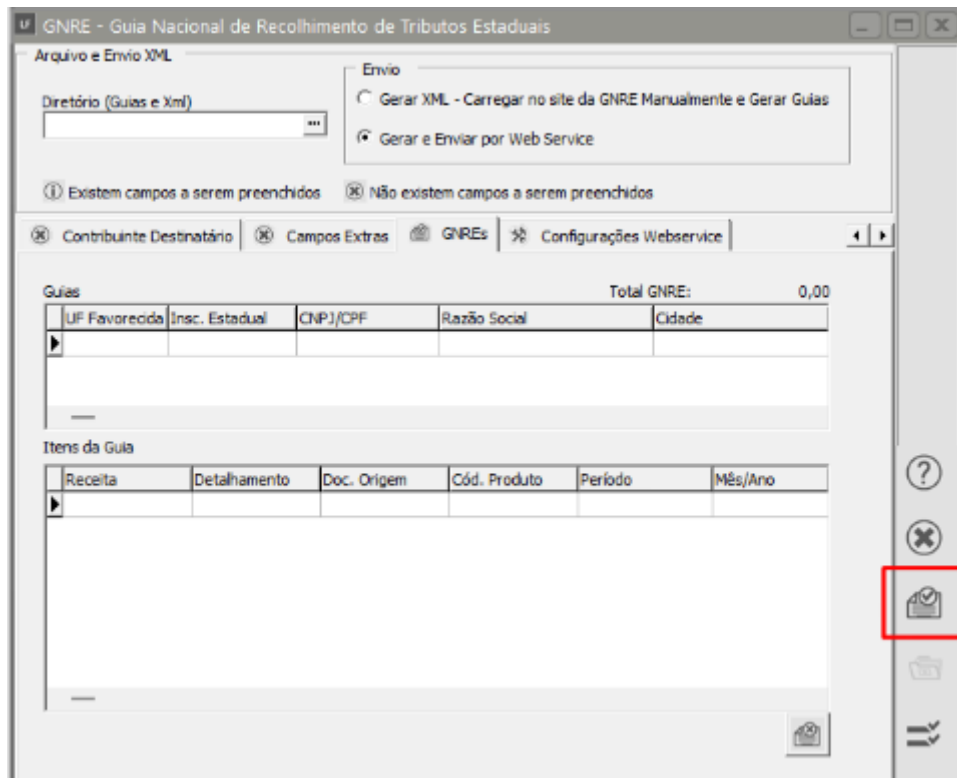 UF GNRE - Guia Nacional de Recolhimento de Tributos Estaduais
Arquivo e Envio XML
Envio
Diretório (Guias e Xml)
Gerar XML - Carregar no site da GNRE Manualmente e Gerar Guias
Gerar e Enviar por Web Service
Existem campos a serem preenchidos
Não existem campos a serem preenchidos
Contribuinte Destinatário Campos Extras GNREs Configurações Webservice
Guias Total GNRE: 0,00
UF Favorecida Insc. Estadual CNPJ/CPF Razão Social Cidade
Itens da Guia
Receita Detalhamento Doc. Origem Cód. Produto Período Mês/Ano